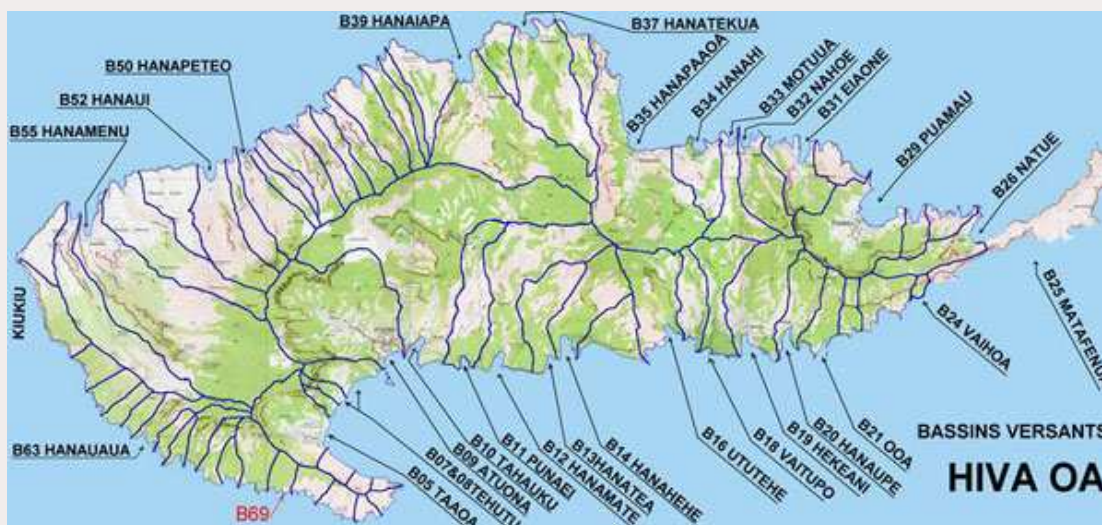 B39 HANAIAPA
B37 HANATEKUA
B50 HANAPETEO
B52 HANAUI
B55 HANAMENU
B35 HANAPAAOA
B34 HANAHI
B33 MOTUUA
B32 NAHOE
B31 EIAONE
B29 PUAMAU
B26 NATUE
KIUKIU
B25 MATAFENUA
B24 VAIHOA
B63 HANAUAUA
B69
B05 TAAOA
B07&08TEHUTU
B09 ATUONA
B10 TAHAUKU
B11 PUNAEI
B12 HANAMATE
B13HANATEA
B14 HANAHEHE
B16 UTUTEHE
B18 VAITUPO
B19 HEKEANI
B20 HANAUPE
B21 OOA
BASSINS VERSANTS
HIVA OA